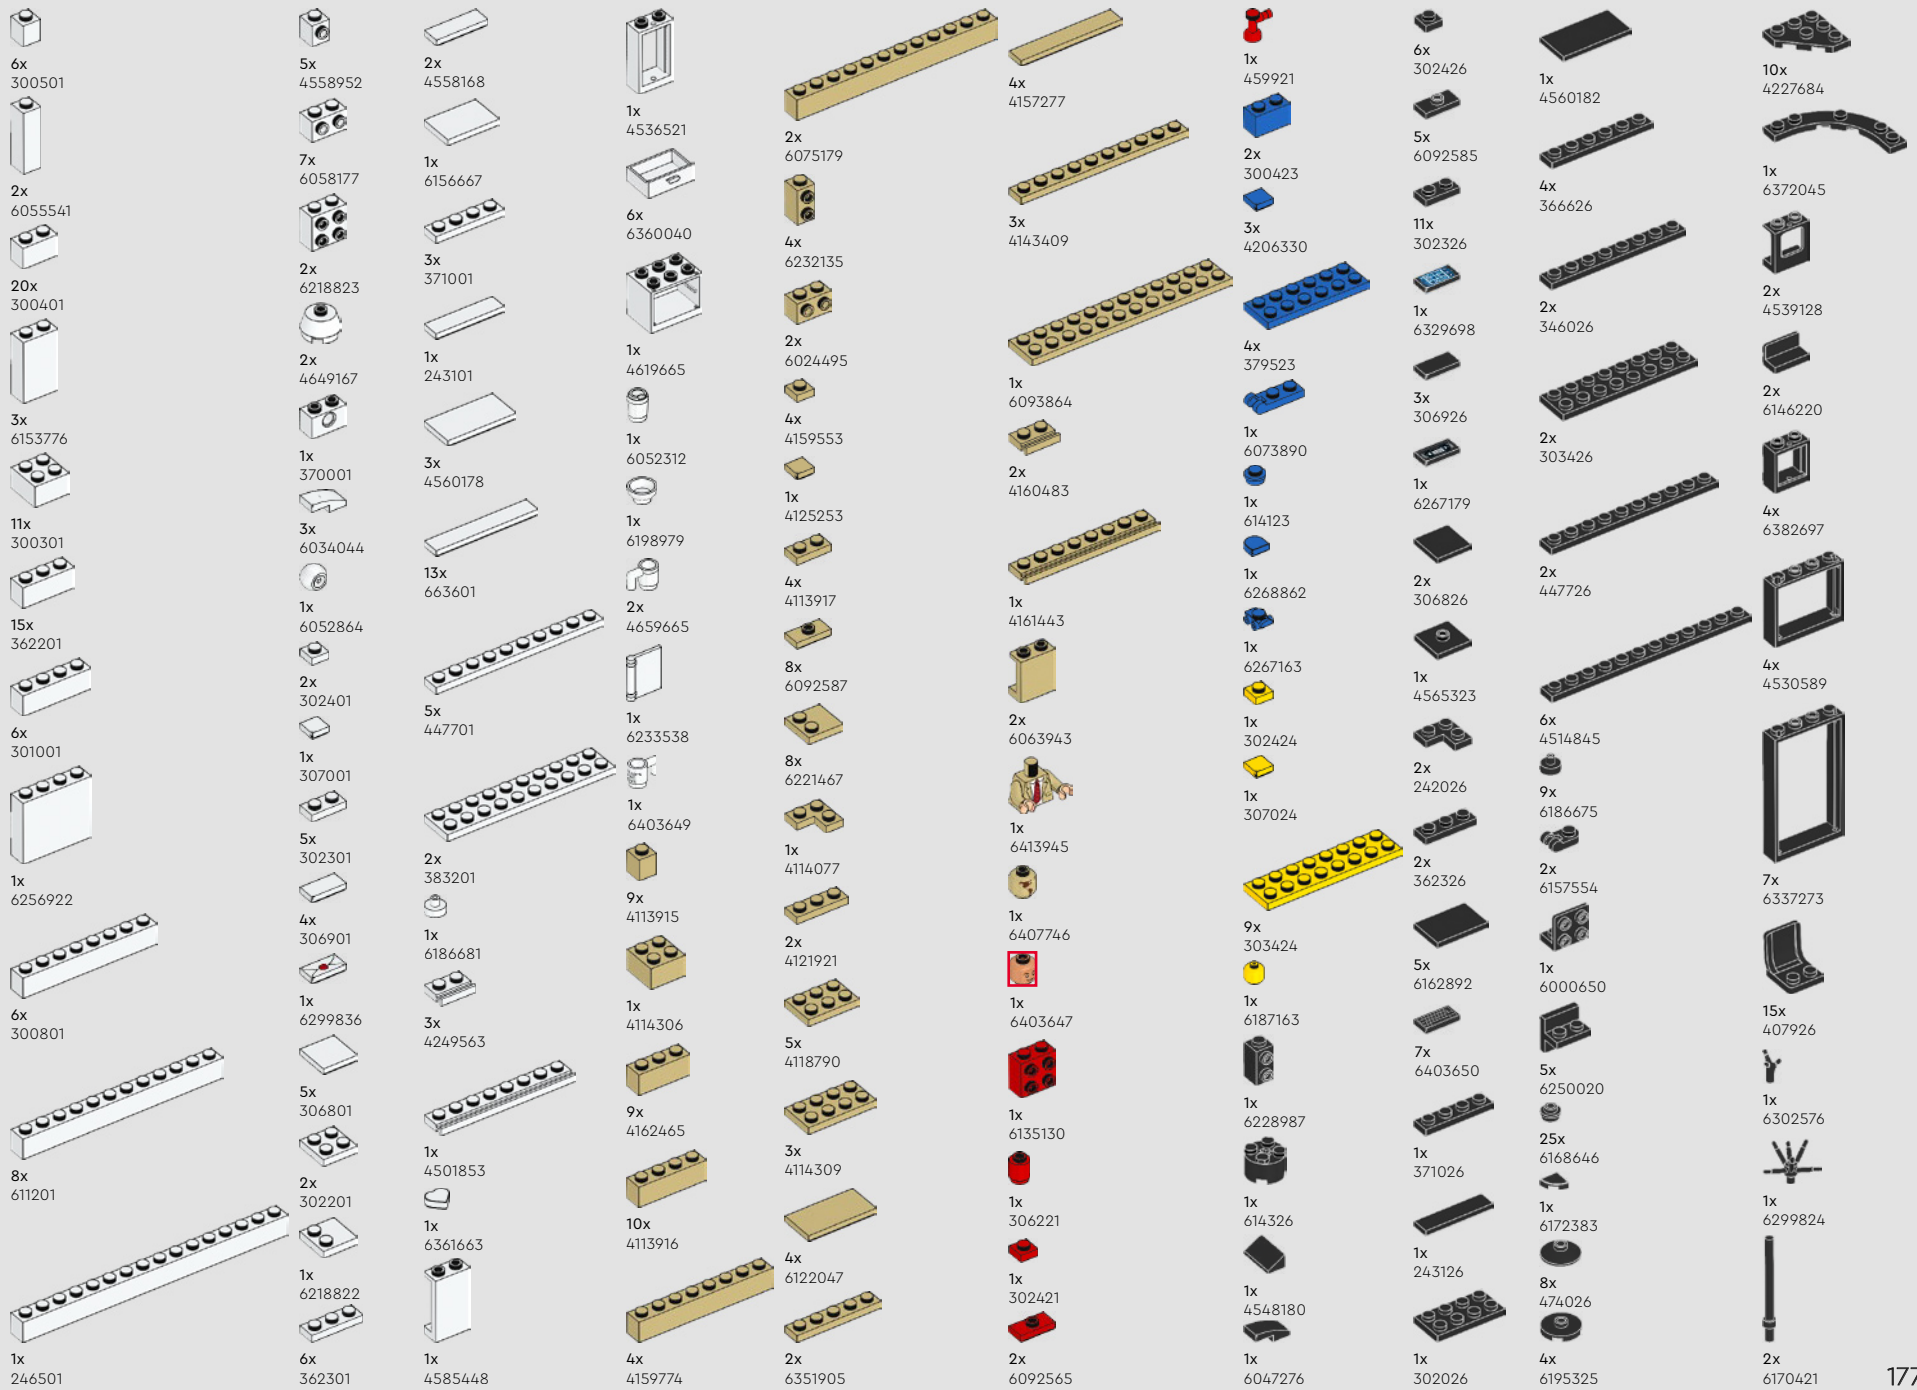 6x
300501
2x
6055541
20x
300401
3x
6153776
11x
300301
15x
362201
6x
301001
1x
6256922
6x
300801
8x
611201
1x
246501
5x
4558952
7x
6058177
2x
6218823
2x
4649167
1x
370001
3x
6034044
1x
6052864
2x
302401
1x
307001
5x
302301
4x
306901
1x
6299836
5x
306801
2x
302201
1x
6218822
6x
362301
2x
4558168
1x
6156667
3x
371001
1x
243101
3x
4560178
13x
663601
5x
447701
2x
383201
1x
6186681
3x
4249563
1x
4501853
1x
6361663
1x
4585448
1x
4536521
6x
6360040
1x
4619665
1x
6052312
1x
6198979
2x
4659665
1x
6233538
1x
6403649
9x
4113915
1x
4114306
9x
4162465
10x
4113916
4x
4159774
2x
6075179
4x
6232135
2x
6024495
4x
4159553
1x
4125253
4x
4113917
8x
6092587
8x
6221467
1x
4114077
2x
4121921
5x
4118790
3x
4114309
4x
6122047
2x
6351905
4x
4157277
3x
4143409
1x
6093864
2x
4160483
1x
4161443
2x
6063943
1x
6413945
1x
6407746
1x
6403647
1x
6135130
1x
306221
1x
302421
2x
6092565
1x
459921
2x
300423
3x
4206330
4x
379523
1x
6073890
1x
614123
1x
6268862
1x
6267163
1x
302424
1x
307024
9x
303424
1x
6187163
1x
6228987
1x
614326
1x
4548180
1x
6047276
6x
302426
5x
6092585
11x
302326
1x
6329698
3x
306926
1x
6267179
2x
306826
1x
4565323
2x
242026
2x
362326
5x
6162892
7x
6403650
1x
371026
1x
243126
1x
302026
1x
4560182
4x
366626
2x
346026
2x
303426
2x
447726
6x
4514845
9x
6186675
2x
6157554
1x
6000650
5x
6250020
25x
6168646
1x
6172383
8x
474026
4x
6195325
10x
4227684
1x
6372045
2x
4539128
2x
6146220
4x
6382697
4x
4530589
7x
6337273
15x
407926
1x
6302576
1x
6299824
2x
6170421
177